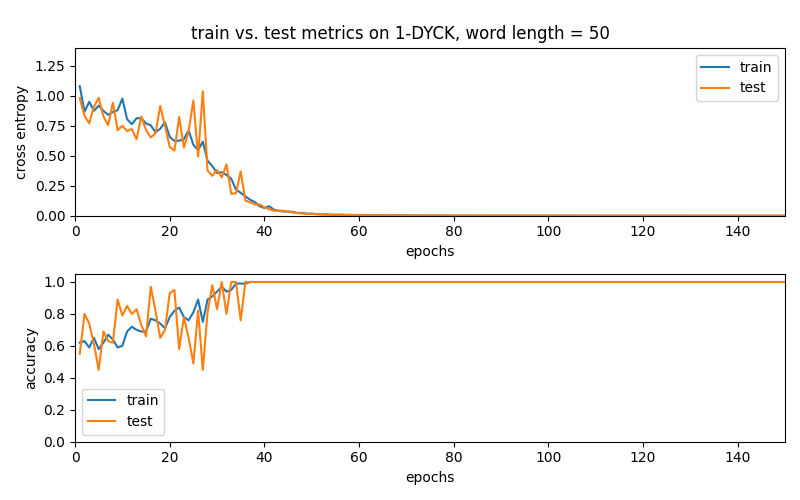 train vs. test metrics on 1-DYCK, word length = 50
1.25
1.00
0.75
0.50
0.25
0.00
cross entropy
train
test
0 20 40 60 80 100 120 140
epochs
1.0
0.8
0.6
0.4
0.2
0.0
accuracy
train
test
0 20 40 60 80 100 120 140
epochs